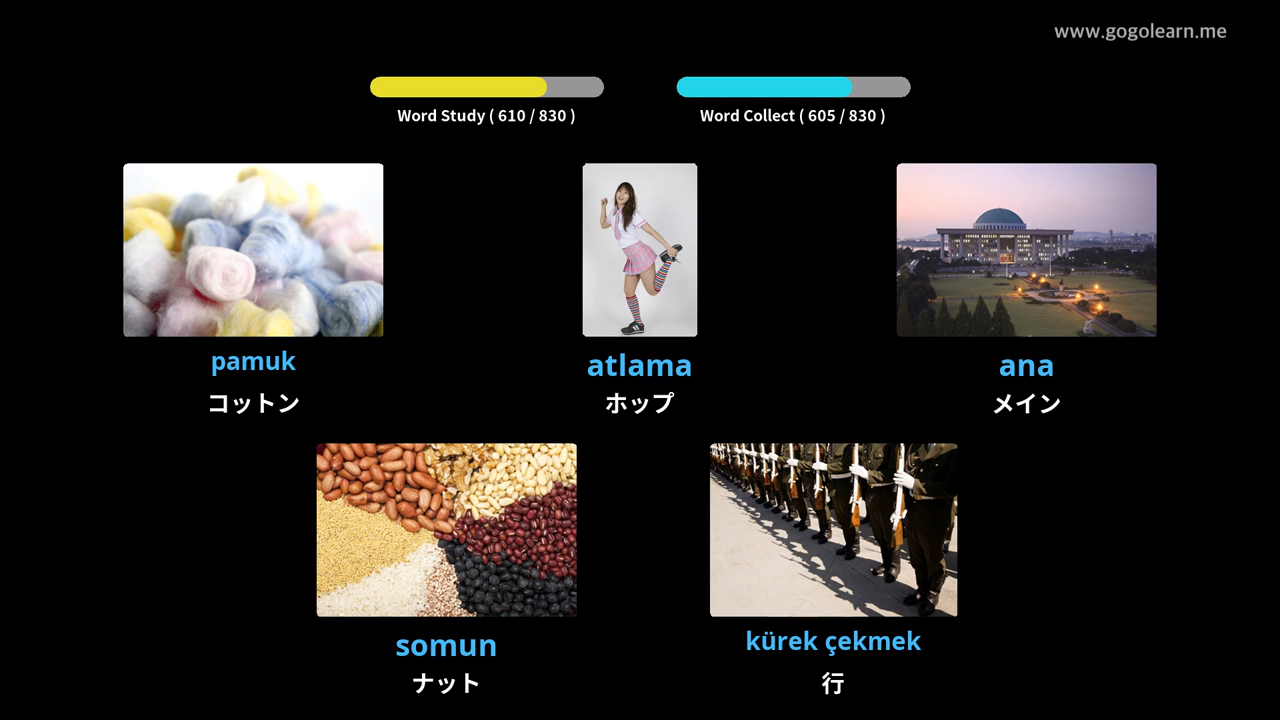 www.gogolearn.me
Word Study ( 610 / 830 )
Word Collect ( 605 / 830 )
pamuk
コットン
atlama
ホップ
ana
メイン
somun
ナット
kürek çekmek
行